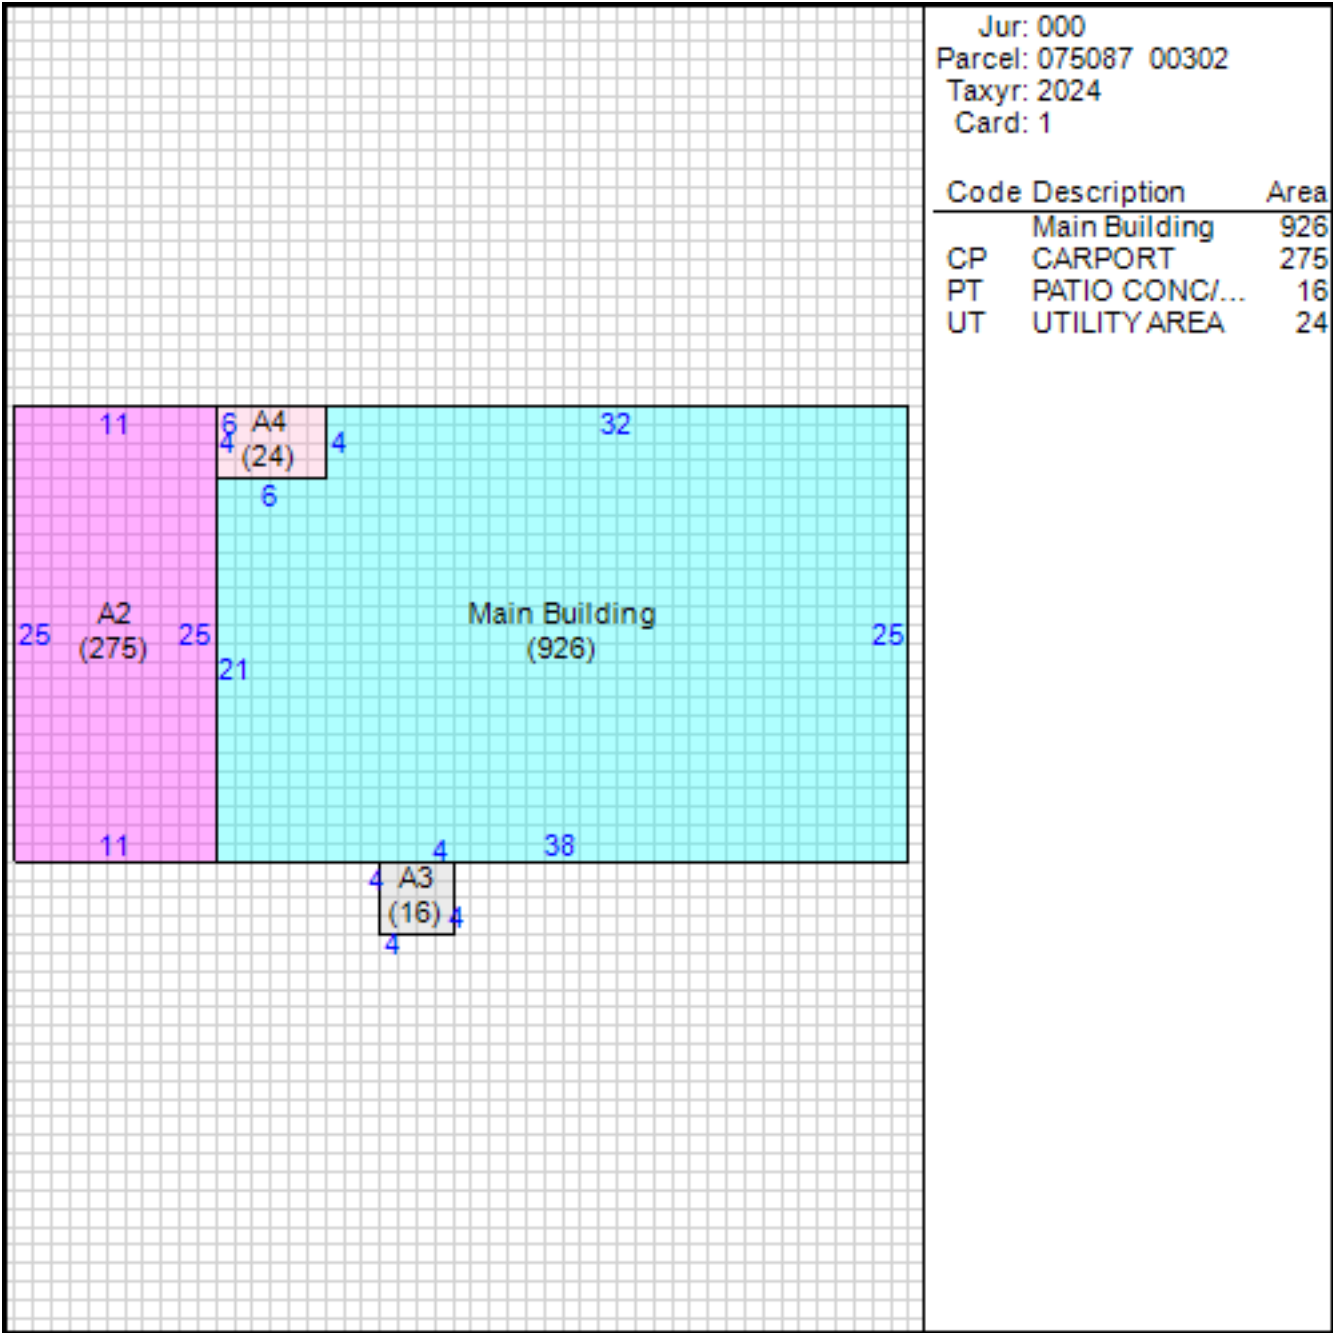 Jur: 000
Parcel: 075087 00302
Taxyr: 2024
Card: 1
Code Description Area
Main Building 926
CP CARPORT 275
PT PATIO CONC/... 16
UT UTILITY AREA 24
11
6
A4
32
4
(24)
4
6
A2
Main Building
25
(275)
25
(926)
25
21
11
4
38
4
A3
(16)
4
4